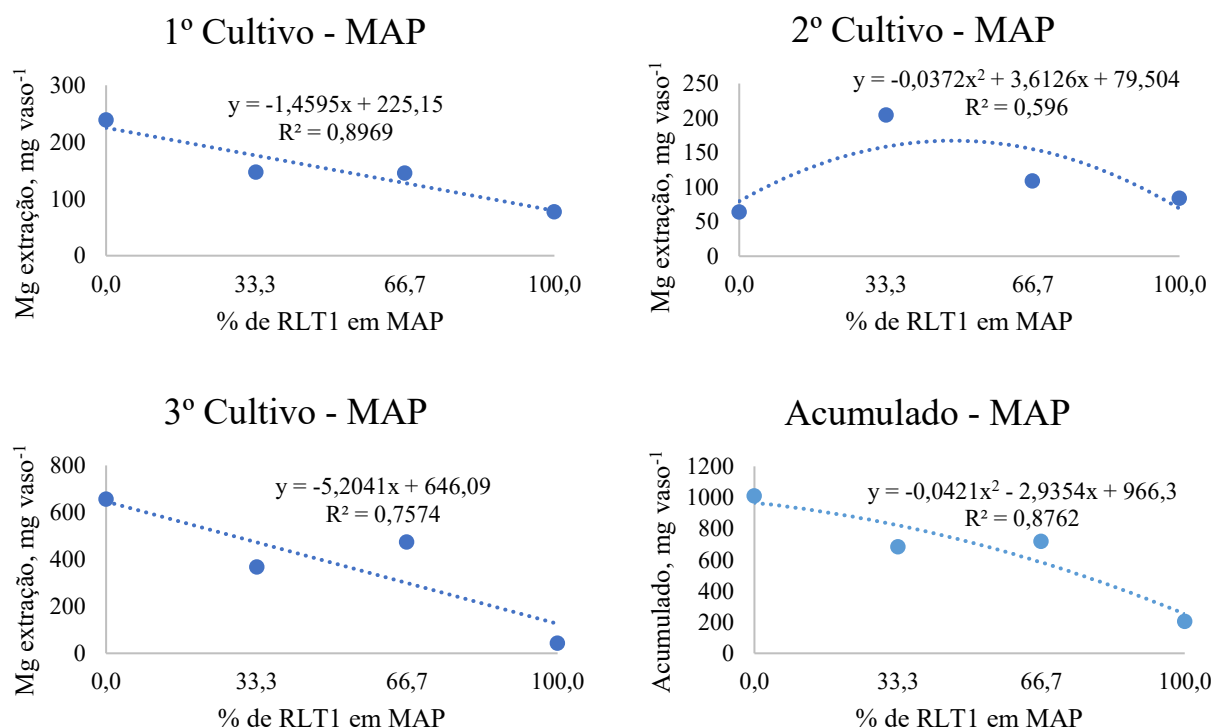 1º Cultivo - MAP
Mg extração, mg vaso-1
300
200
100
0
y = -1,4595x + 225,15
R² = 0,8969
0,0 33,3 66,7 100,0
% de RLT1 em MAP
2º Cultivo - MAP
Mg extração, mg vaso-1
250
200
150
100
50
0
y = -0,0372x² + 3,6126x + 79,504
R² = 0,596
0,0 33,3 66,7 100,0
% de RLT1 em MAP
3º Cultivo - MAP
Mg extração, mg vaso-1
800
600
400
200
0
y = -5,2041x + 646,09
R² = 0,7574
0,0 33,3 66,7 100,0
% de RLT1 em MAP
Acumulado - MAP
Acumulado, mg vaso-1
1200
1000
800
600
400
200
0
y = -0,0421x² - 2,9354x + 966,3
R² = 0,8762
0,0 33,3 66,7 100,0
% de RLT1 em MAP